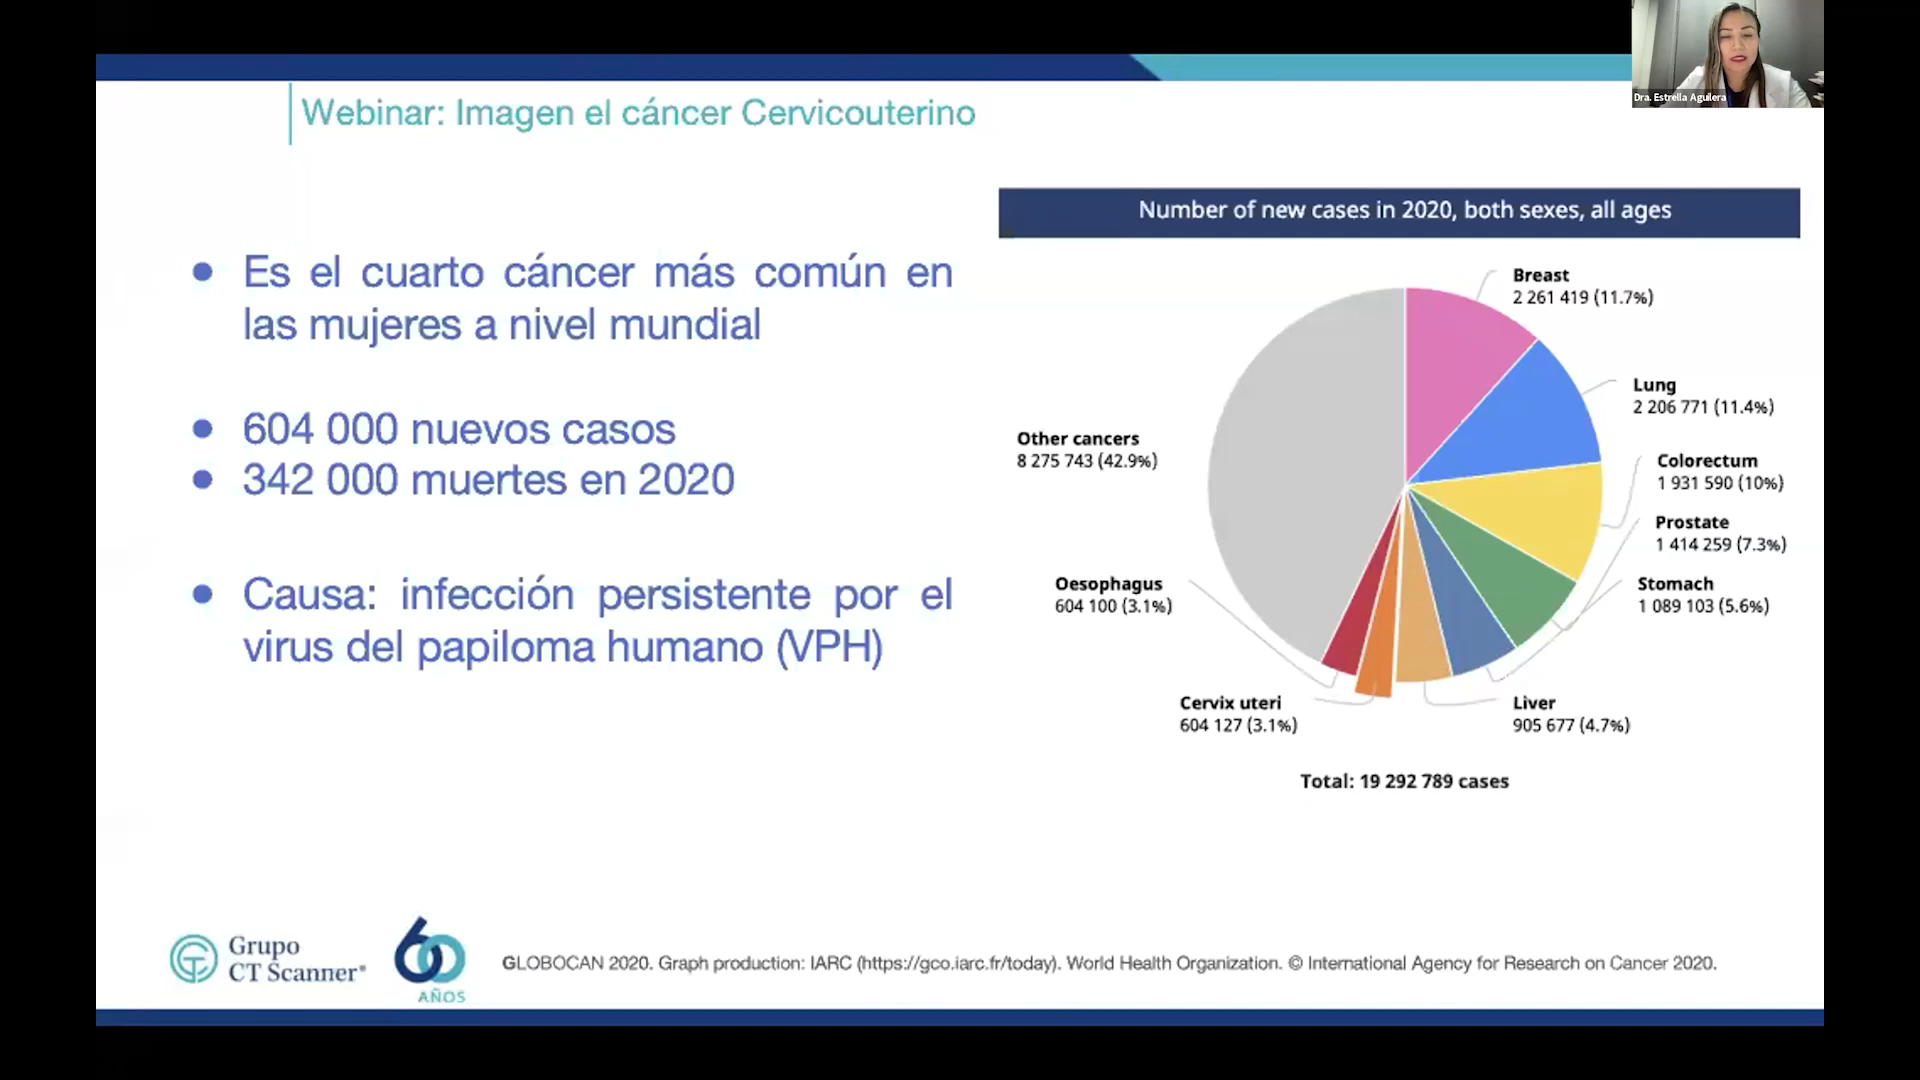 Dra. Estrella Aguilera
Webinar: Imagen el cáncer Cervicouterino
Es el cuarto cáncer más común en
las mujeres a nivel mundial
604 000 nuevos casos
342 000 muertes en 2020
Causa: infección persistente por el
virus del papiloma humano (VPH)
Number of new cases in 2020, both sexes, all ages
Breast
2 261 419 (11.7%)
Lung
2 206 771 (11.4%)
Colorectum
1 931 590 (10%)
Prostate
1 414 259 (7.3%)
Stomach
1 089 103 (5.6%)
Liver
905 677 (4.7%)
Cervix uteri
604 127 (3.1%)
Oesophagus
604 100 (3.1%)
Other cancers
8 275 743 (42.9%)
Total: 19 292 789 cases
Grupo
CT Scanner®
60
AÑOS
GLOBOCAN 2020. Graph production: IARC (https://gco.iarc.fr/today). World Health Organization. © International Agency for Research on Cancer 2020.